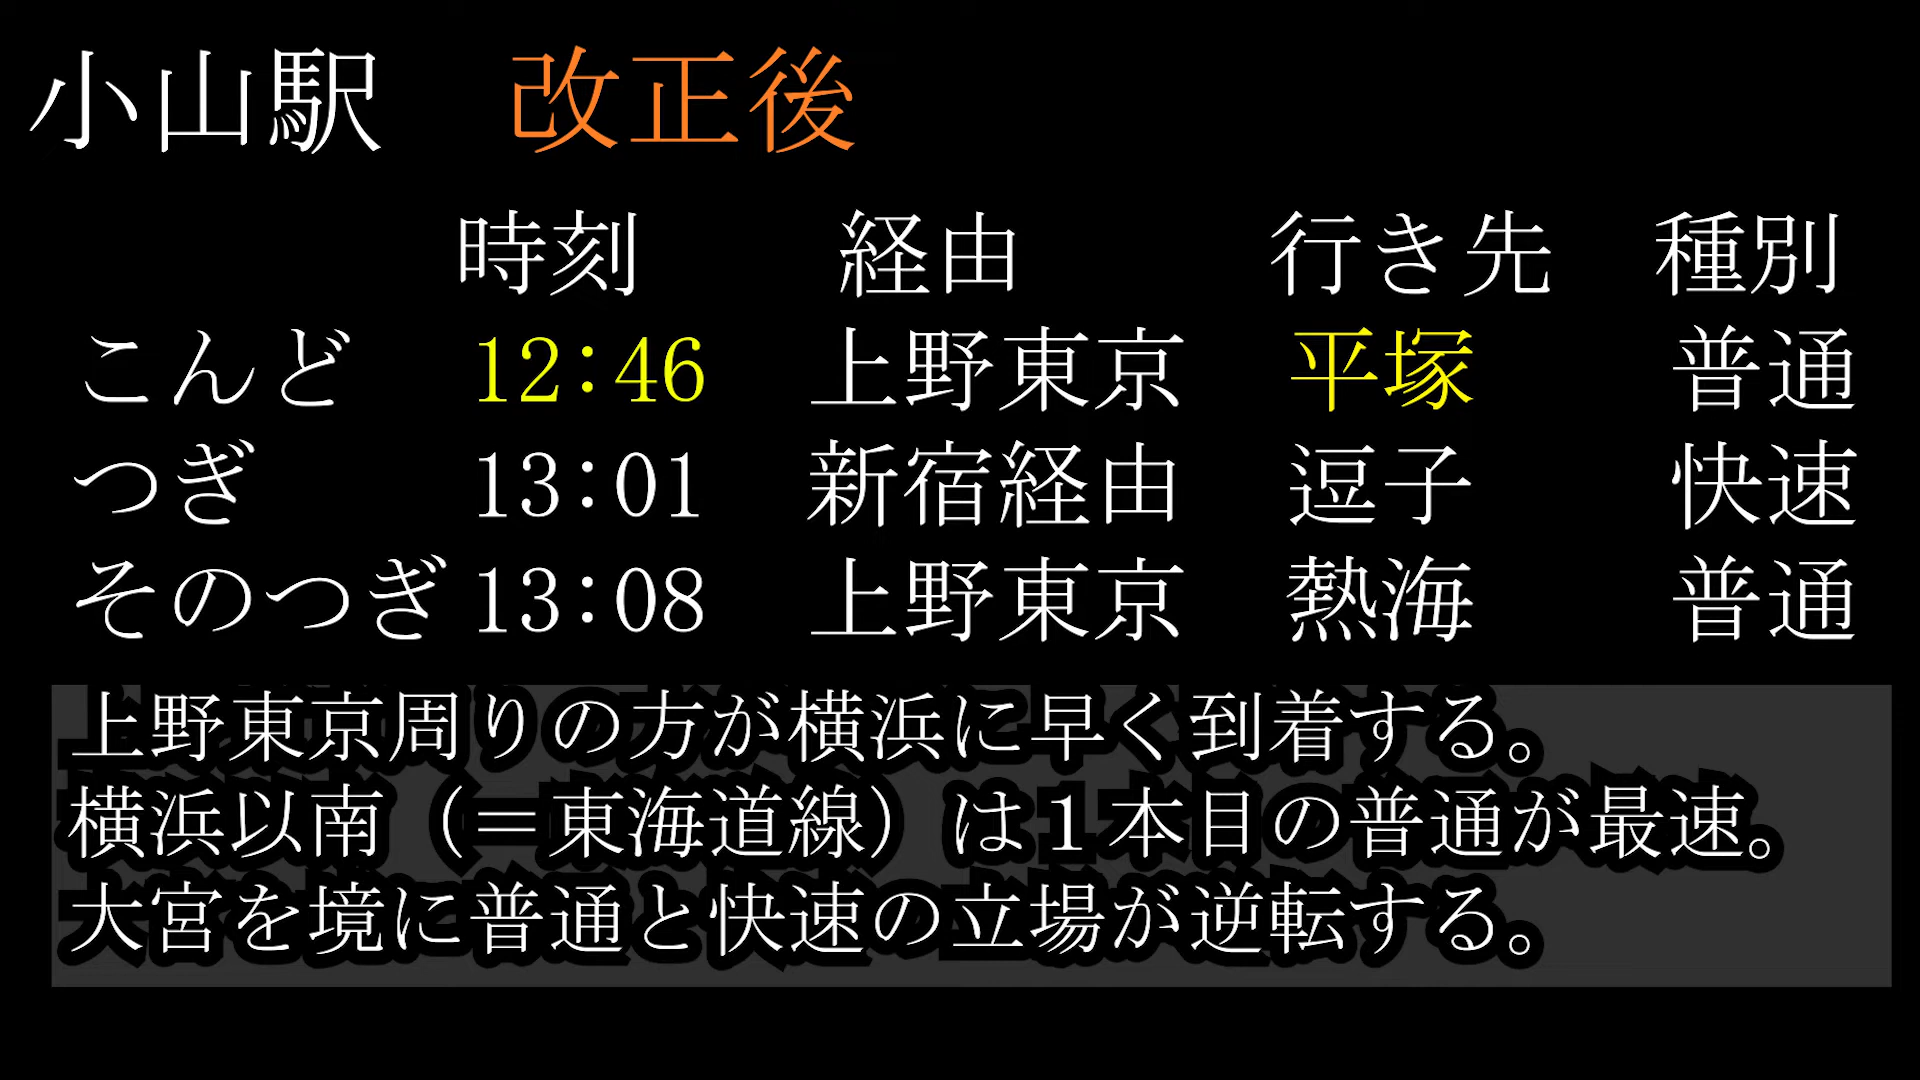 小山駅 改正後
時刻 経由 行き先 種別
こんど 12:46 上野東京 平塚 普通
つぎ 13:01 新宿経由 逗子 快速
そのつぎ 13:08 上野東京 熱海 普通
上野東京周りの方が横浜に早く到着する。
横浜以南（＝東海道線）は１本目の普通が最速。
大宮を境に普通と快速の立場が逆転する。